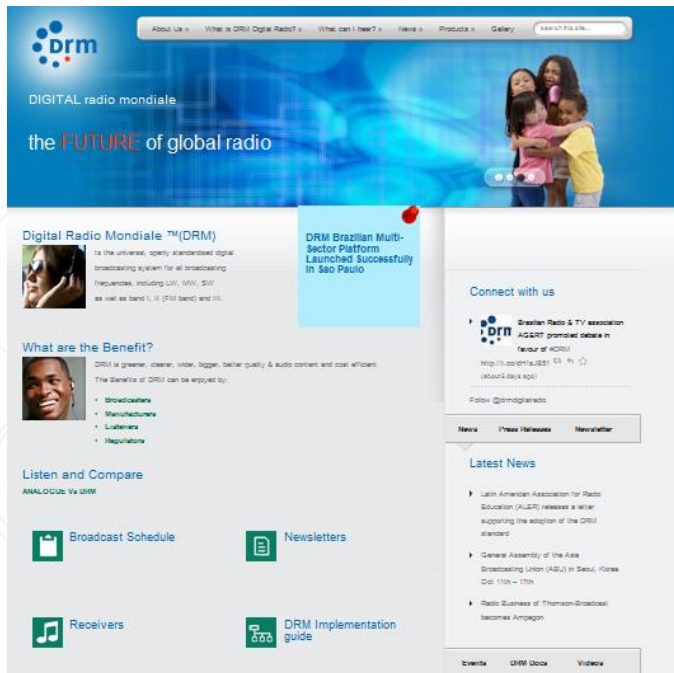 About Us »
What is DRM Digital Radio? »
What can I hear? »
News »
Products »
Gallery
search this site...
Drm
DIGITAL radio mondiale
the FUTURE of global radio
Digital Radio Mondiale ™(DRM)
is the universal, openly standardised digital
broadcasting system for all broadcasting
frequencies, including LW, MW, SW
as well as band I, II (FM band) and III.
DRM Brazilian Multi-
Sector Platform
Launched Successfully
in Sao Paulo
What are the Benefit?
DRM is greener, clearer, wider, bigger, better quality & audio content and cost efficient
The Benefits of DRM can be enjoyed by:
Broadcasters
Manufacturers
Listeners
Regulators
Listen and Compare
ANALOGUE Vs DRM
Broadcast Schedule
Newsletters
Receivers
DRM Implementation
guide
Connect with us
Drm
Brazilian Radio & TV association
AGERT promoted debate in
favour of #DRM
(about 5 days ago)
Follow @drmdigitalradio
News
Press Releases
Newsletter
Latest News
Latin American Association for Radio
Education (ALER) releases a letter
supporting the adoption of the DRM
standard
General Assembly of the Asia
Broadcasting Union (ABU) in Seoul, Korea
Oct 11th – 17th
Radio Business of Thomson-Broadcast
becomes Ampegon
Events
DRM Docs
Videos